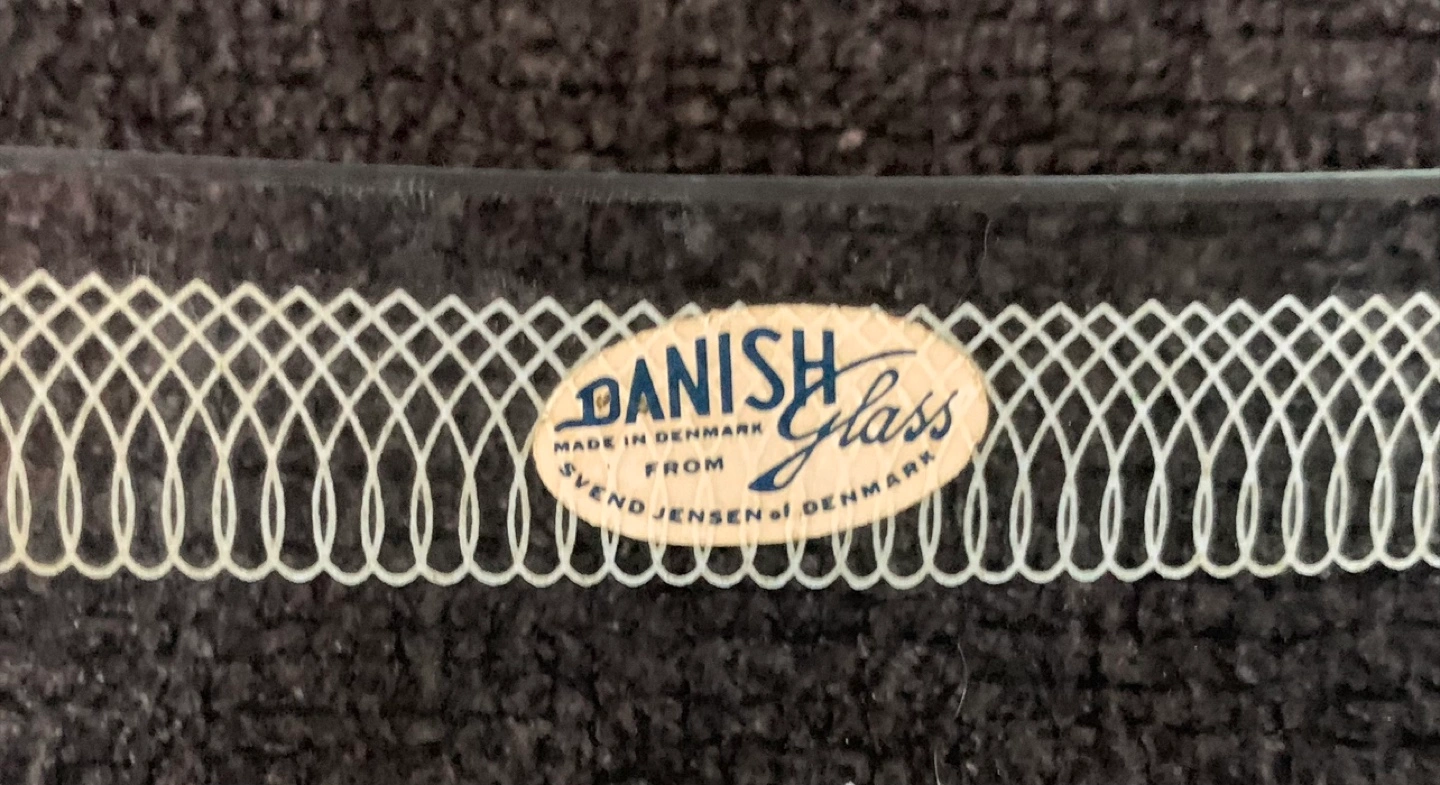 DANISH
Glass
MADE IN DENMARK
FROM
SVEND JENSEN of DENMARK